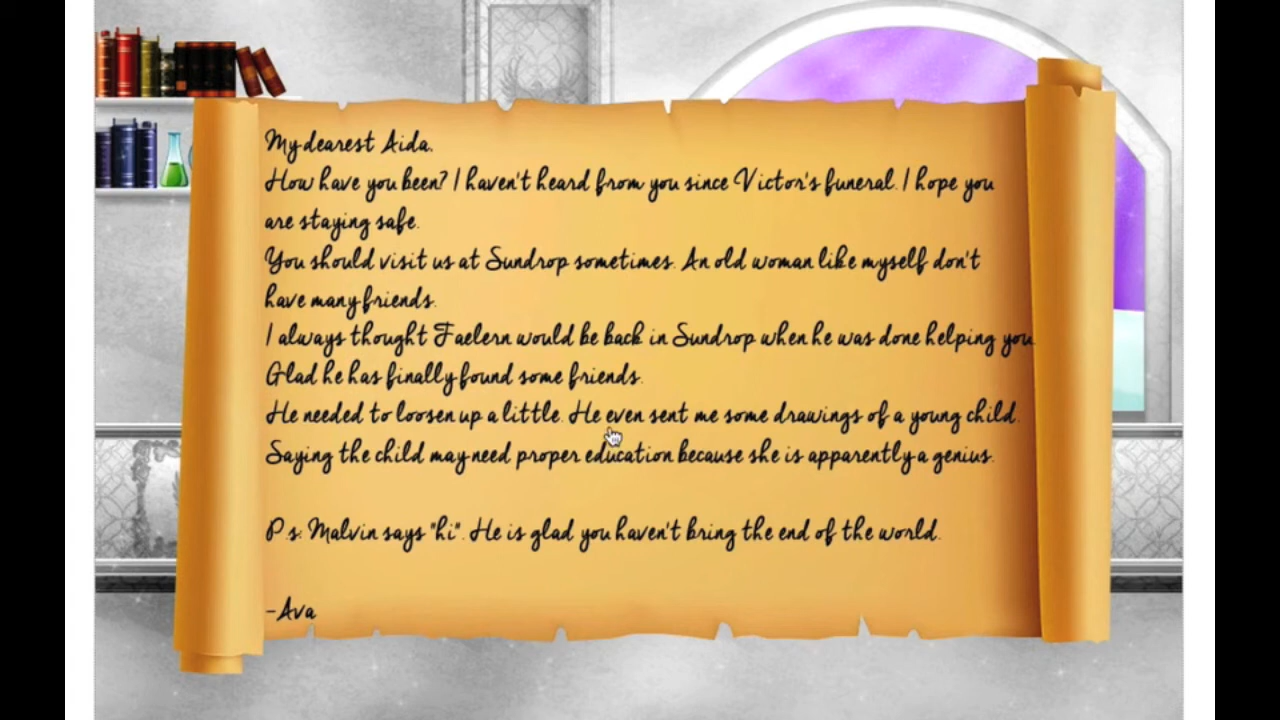 My dearest Aida,
How have you been? I haven't heard from you since Victor's funeral. I hope you
are staying safe.
You should visit us at Sundrop sometimes. An old woman like myself don't
have many friends.
I always thought Faelern would be back in Sundrop when he was done helping you.
Glad he has finally found some friends.
He needed to loosen up a little. He even sent me some drawings of a young child.
Saying the child may need proper education because she is apparently a genius.
P.s: Malvin says "hi". He is glad you haven't bring the end of the world.
-Ava